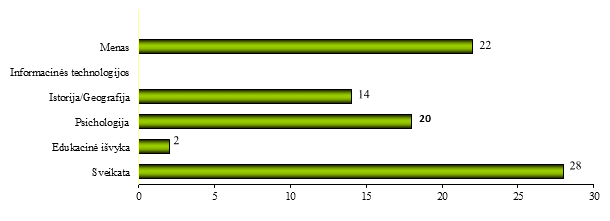 Menas 22
Informacinės technologijos
Istorija/Geografija 14
Psichologija 20
Edukacinė išvyka 2
Sveikata 28
0 5 10 15 20 25 30